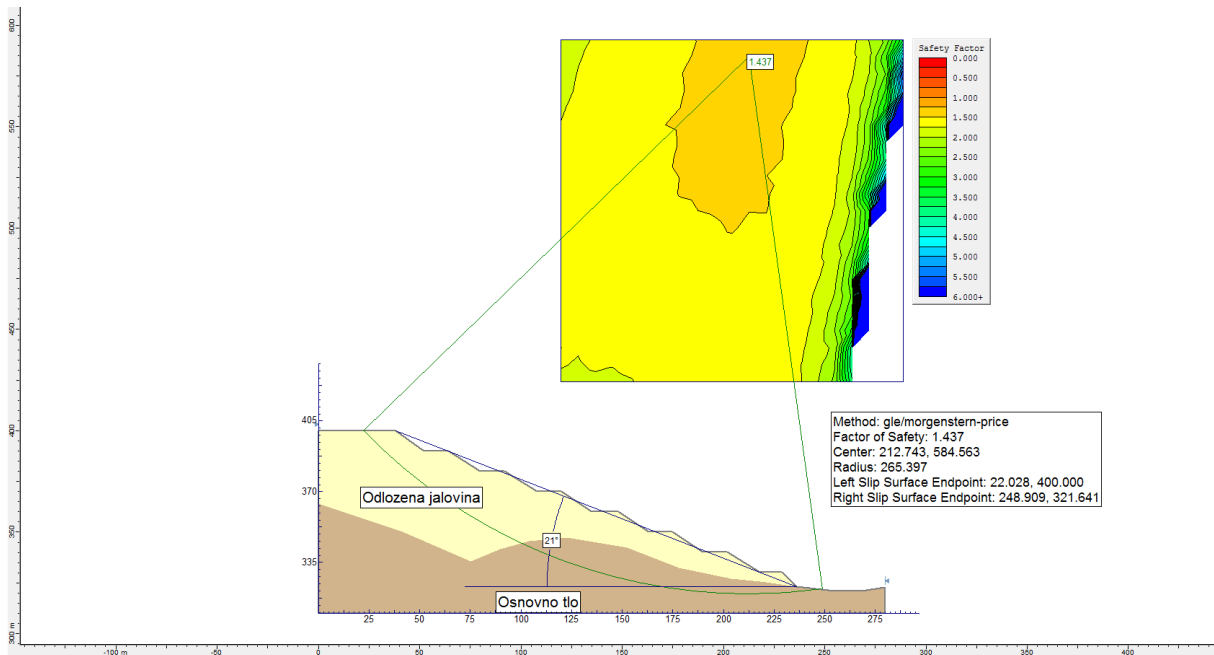 600
550
500
450
400
350
300 m
Safety Factor
0.000
0.500
1.000
1.500
2.000
2.500
3.000
3.500
4.000
4.500
5.000
5.500
6.000+
1.437
Method: gle/morgenstern-price
Factor of Safety: 1.437
Center: 212.743, 584.563
Radius: 265.397
Left Slip Surface Endpoint: 22.028, 400.000
Right Slip Surface Endpoint: 248.909, 321.641
405
370
335
Odlozena jalovina
21°
Osnovno tlo
25 50 75 100 125 150 175 200 225 250 275
-100 m -50 0 50 100 150 200 250 300 350 400